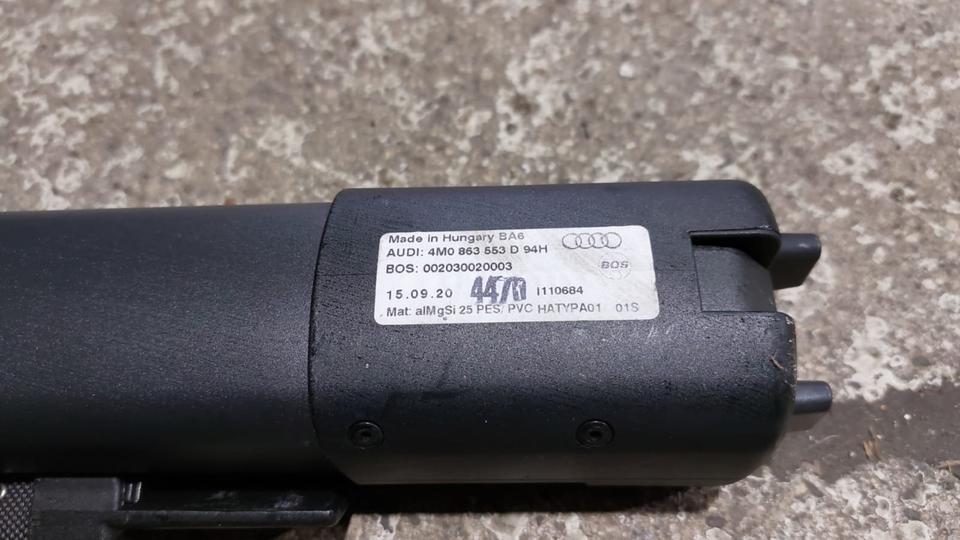 Made in Hungary BA6
AUDI: 4M0 863 553 D 94H
BOS: 002030020003
BOS
15.09.20 4470 I110684
Mat: alMgSi 25 PES/ PVC HATYPA01 01S